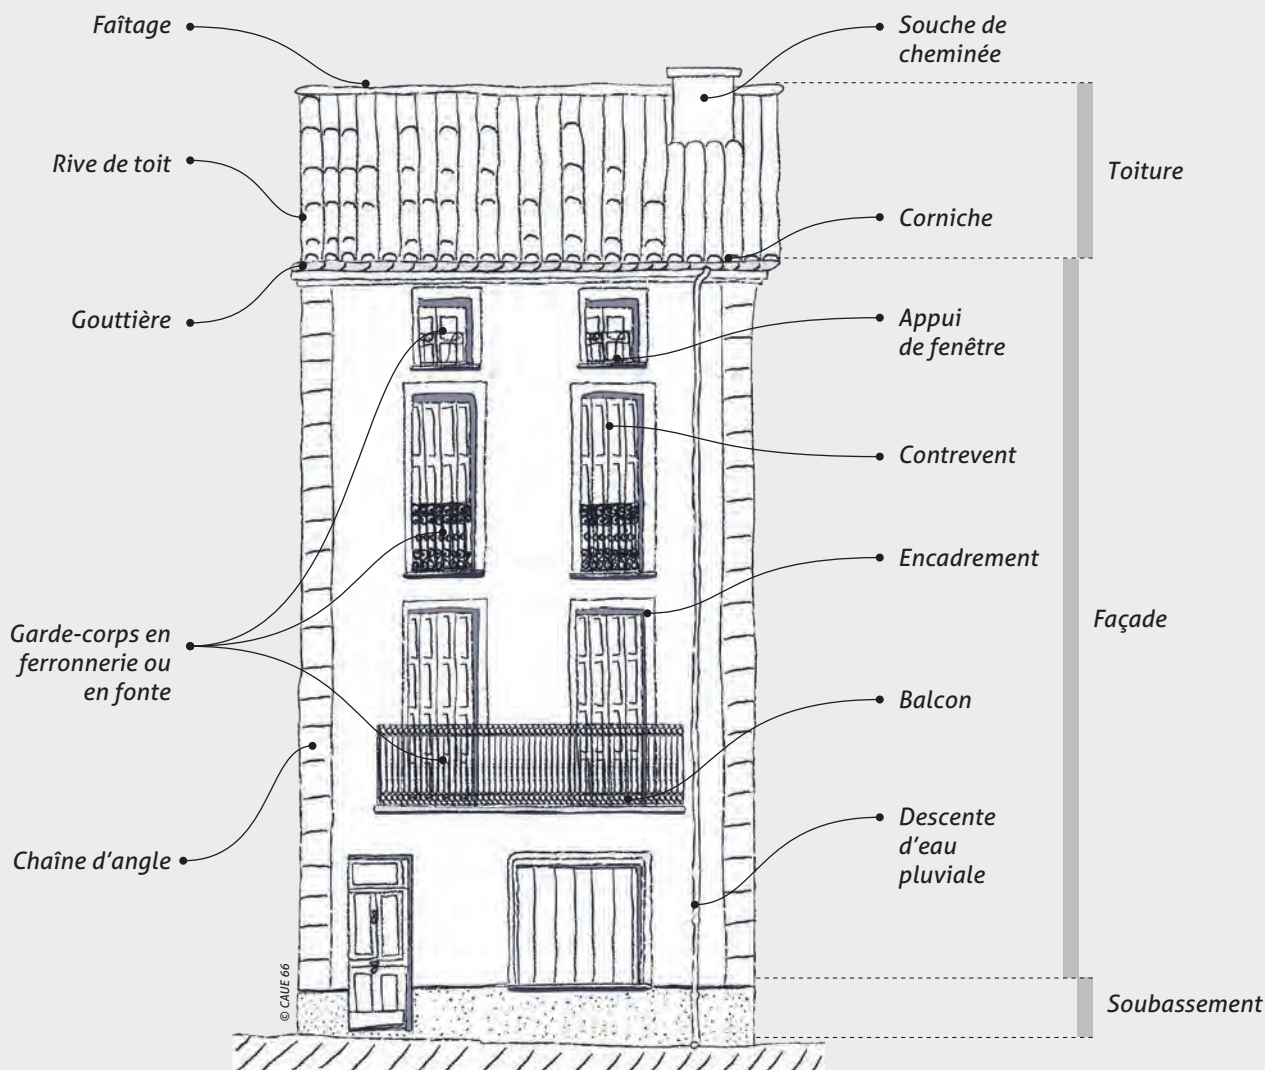 Faîtage
Rive de toit
Gouttière
Garde-corps en
ferronnerie ou
en fonte
Chaîne d'angle
© CAUE 66
Souche de
cheminée
Corniche
Appui
de fenêtre
Contrevent
Encadrement
Balcon
Descente
d'eau
pluviale
Toiture
Façade
Soubassement